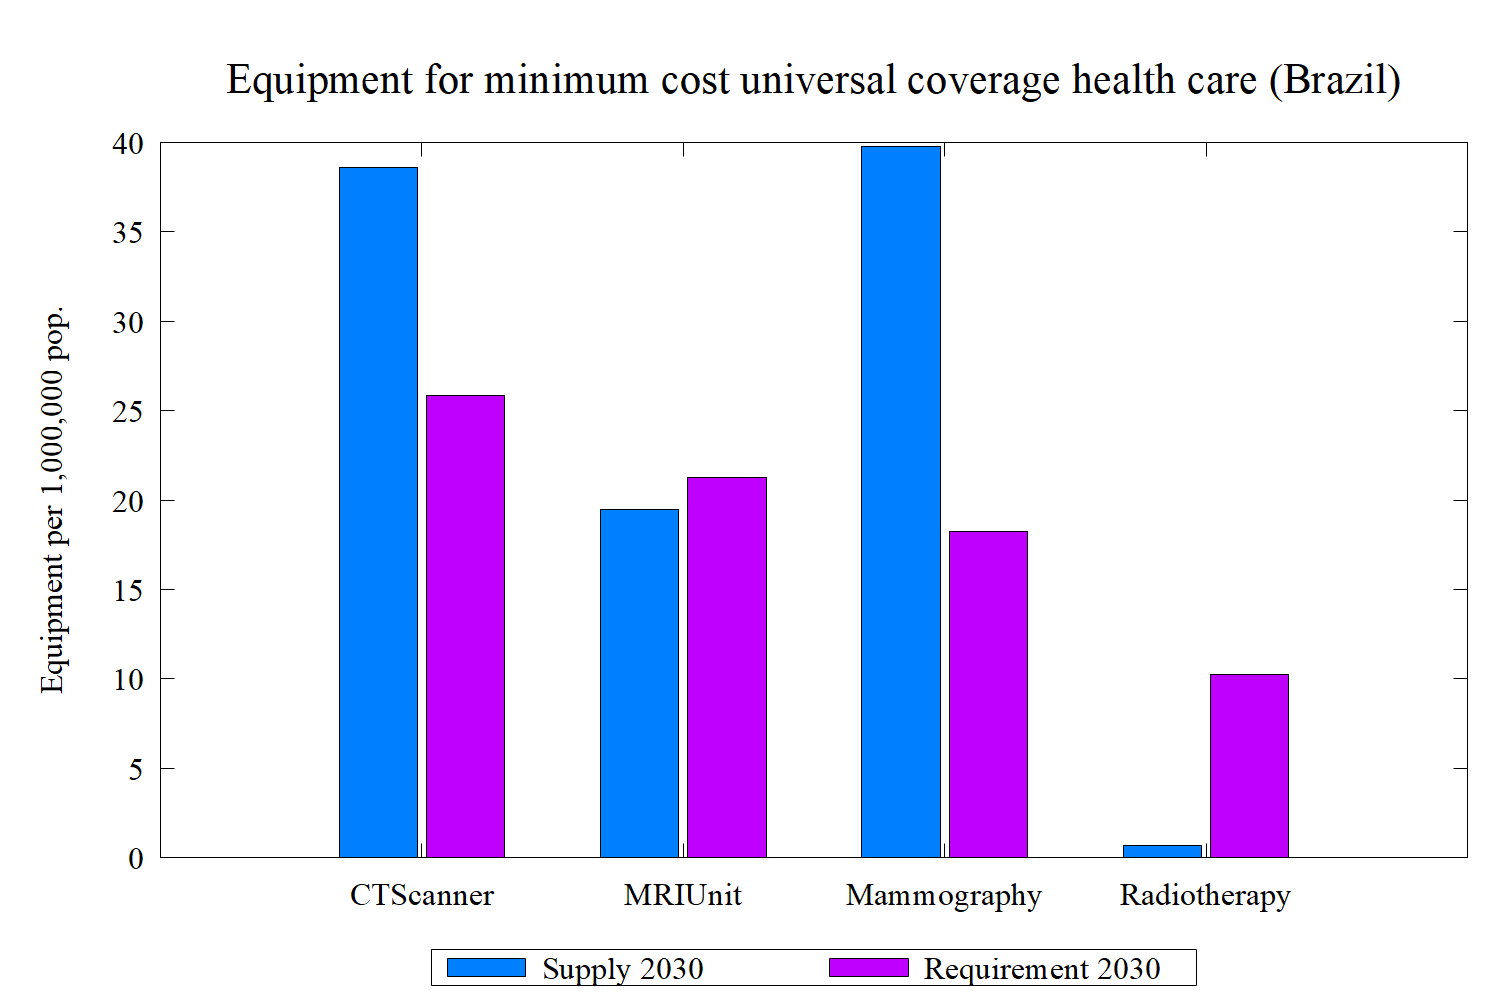 Equipment for minimum cost universal coverage health care (Brazil)
Equipment per 1,000,000 pop.
40
35
30
25
20
15
10
5
0
CTScanner MRIUnit Mammography Radiotherapy
Supply 2030 Requirement 2030